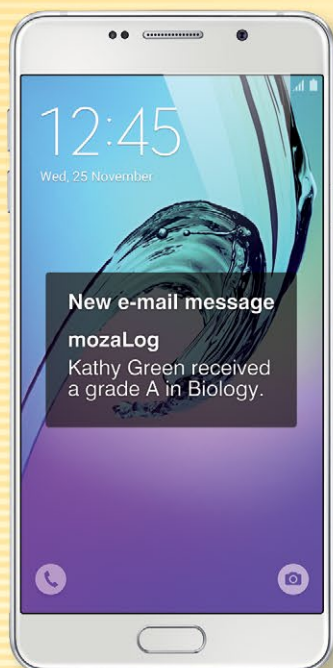 12:45
Wed, 25 November
New e-mail message
mozaLog
Kathy Green received
a grade A in Biology.